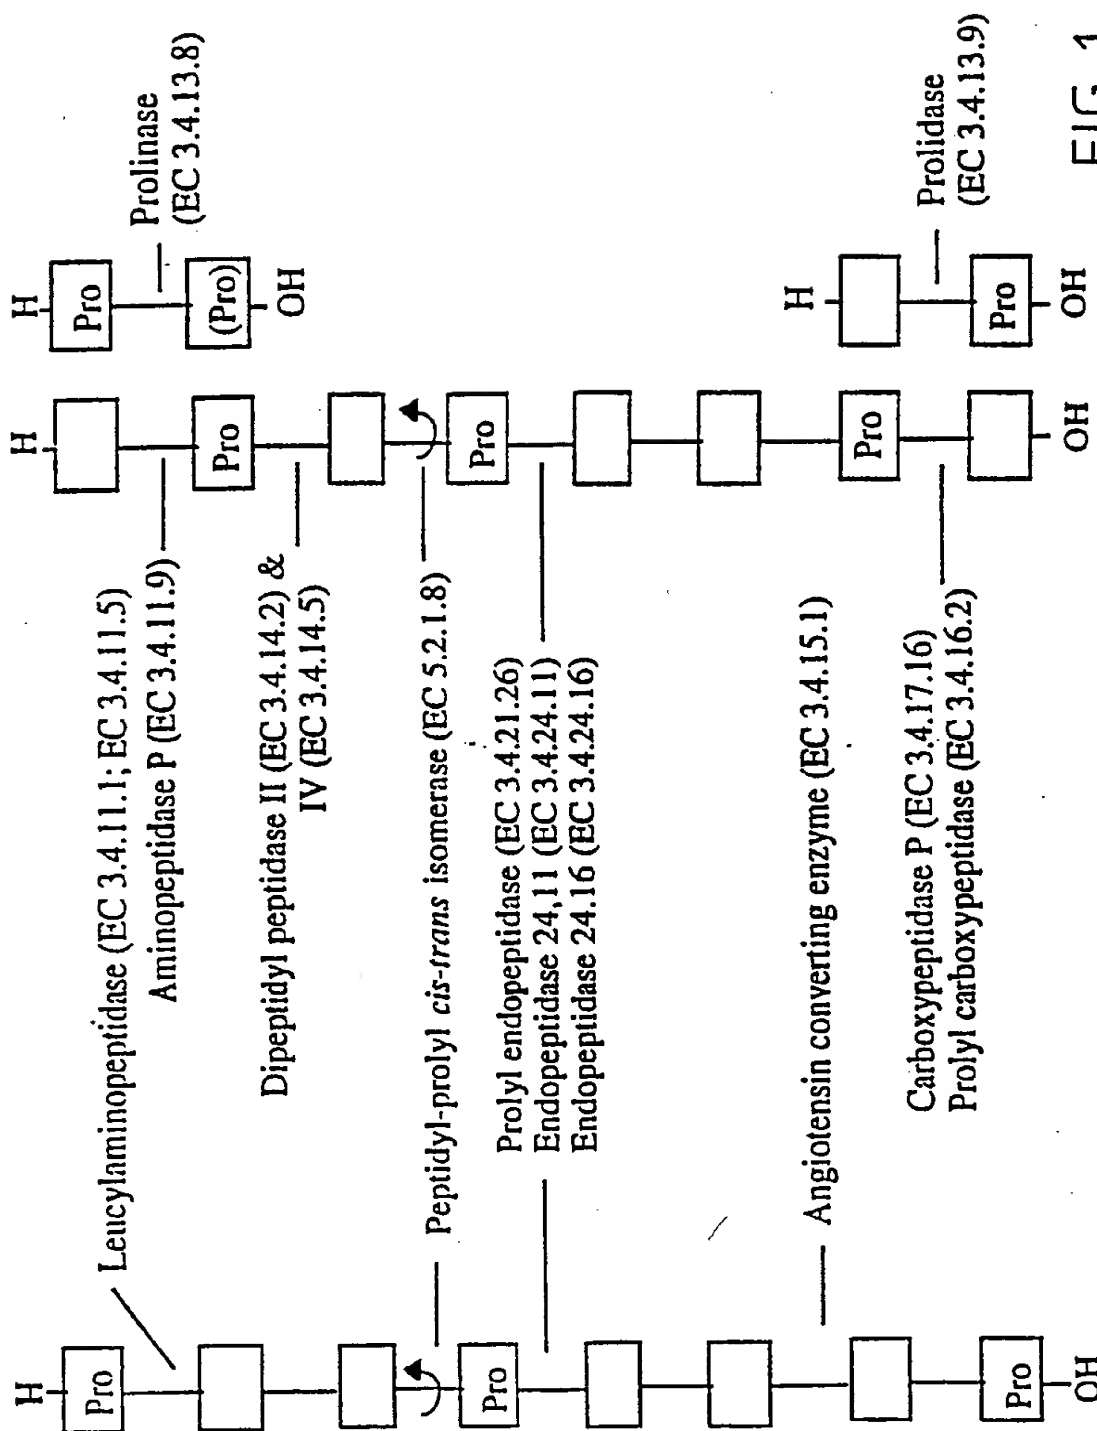 H
Pro
Leucylaminopeptidase (EC 3.4.11.1; EC 3.4.11.5)
Aminopeptidase P (EC 3.4.11.9)
Dipeptidyl peptidase II (EC 3.4.14.2) &
IV (EC 3.4.14.5)
Peptidyl-prolyl cis-trans isomerase (EC 5.2.1.8)
Pro
Prolyl endopeptidase (EC 3.4.21.26)
Endopeptidase 24,11 (EC 3.4.24.11)
Endopeptidase 24.16 (EC 3.4.24.16)
Angiotensin converting enzyme (EC 3.4.15.1)
Carboxypeptidase P (EC 3.4.17.16)
Prolyl carboxypeptidase (EC 3.4.16.2)
Pro
OH
H
Pro
Pro
Pro
OH
H
Pro
(Pro)
OH
Prolinase
(EC 3.4.13.8)
H
Pro
OH
Prolidase
(EC 3.4.13.9)
FIG. 1